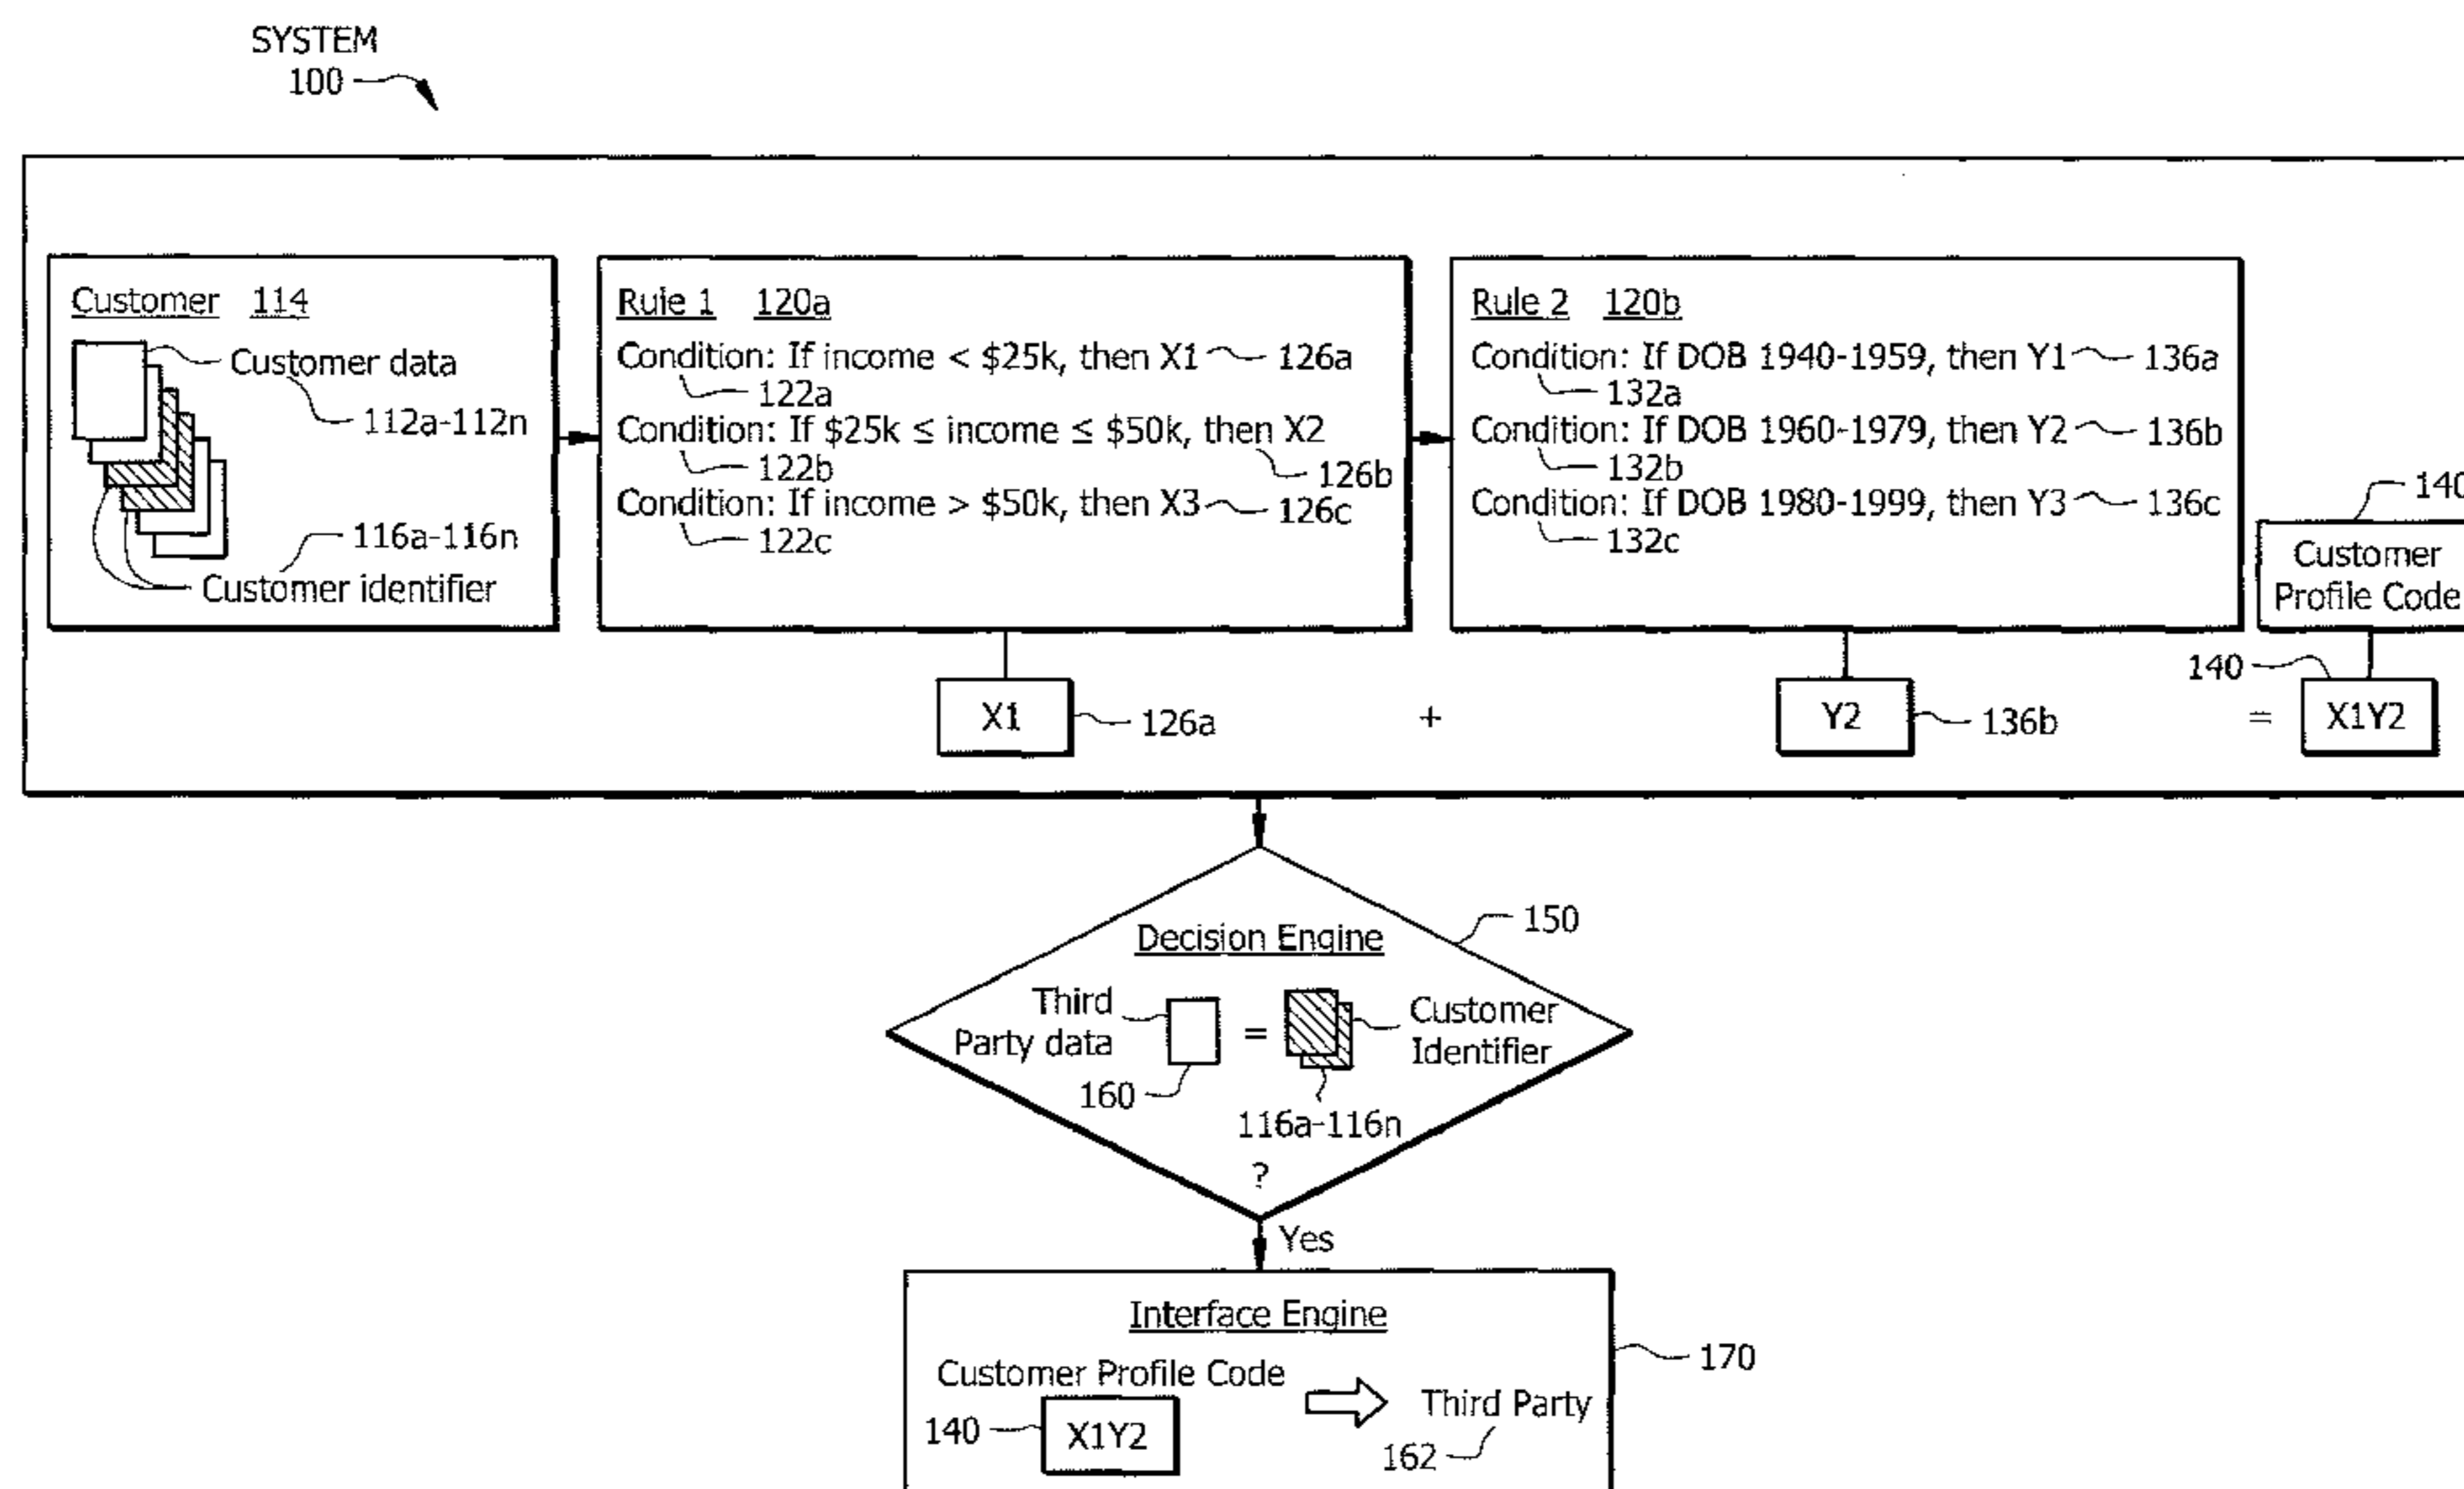 SYSTEM
100
Customer 114
Customer data
112a-112n
116a-116n
Customer identifier
Rule 1 120a
Condition: If income < $25k, then X1 126a
122a
Condition: If $25k ≤ income ≤ $50k, then X2
122b 126b
Condition: If income > $50k, then X3 126c
122c
Rule 2 120b
Condition: If DOB 1940-1959, then Y1 136a
132a
Condition: If DOB 1960-1979, then Y2 136b
132b
Condition: If DOB 1980-1999, then Y3 136c
132c
140
Customer
Profile Code
140
X1 126a + Y2 136b = X1Y2
150
Decision Engine
Third
Party data
=
Customer
Identifier
160
116a-116n
?
Yes
Interface Engine
170
Customer Profile Code
Third Party
140 X1Y2
162